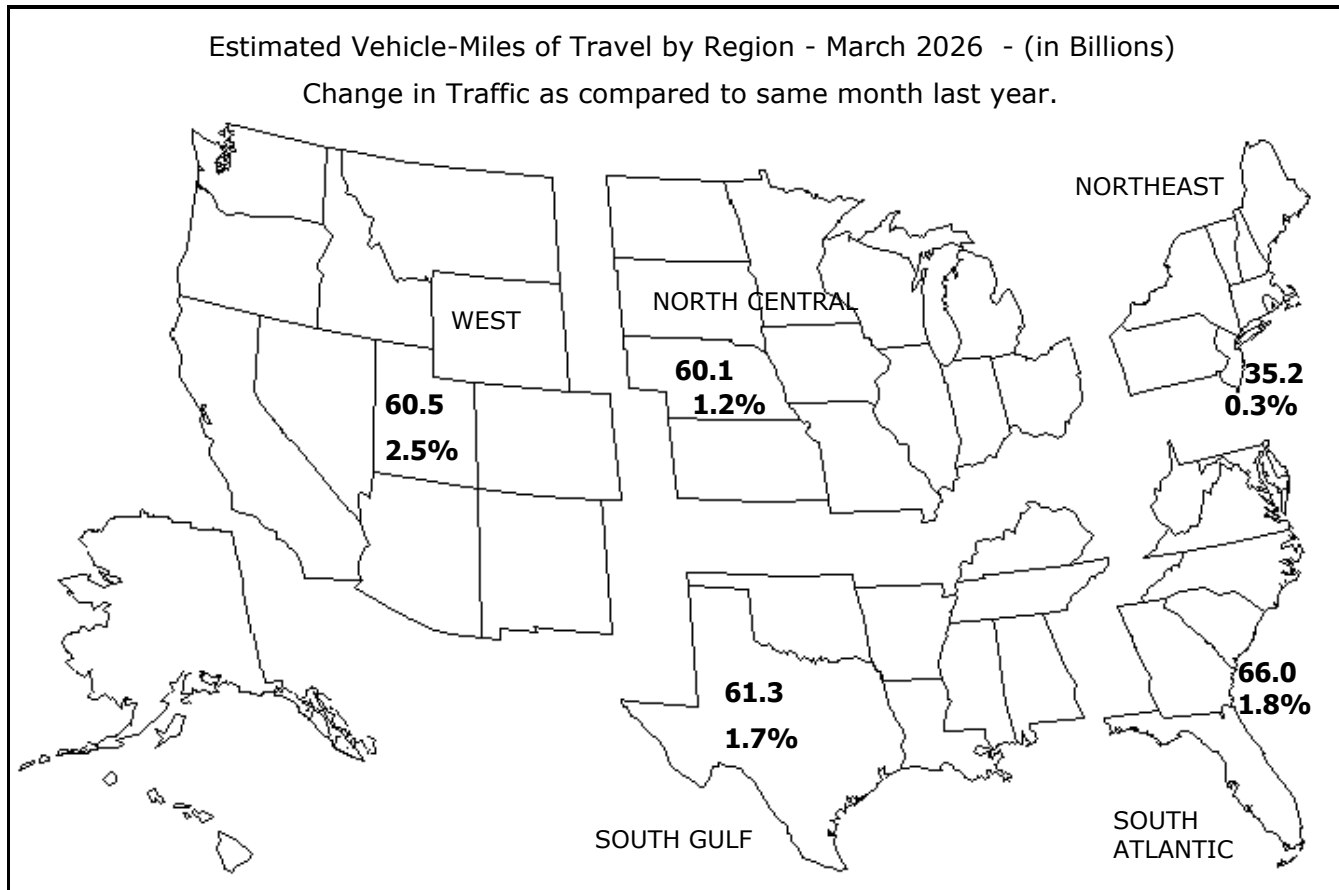 Estimated Vehicle-Miles of Travel by Region - March 2026 - (in Billions)
Change in Traffic as compared to same month last year.
NORTHEAST
WEST
NORTH CENTRAL
60.5
2.5%
60.1
1.2%
35.2
0.3%
61.3
1.7%
66.0
1.8%
SOUTH GULF
SOUTH
ATLANTIC